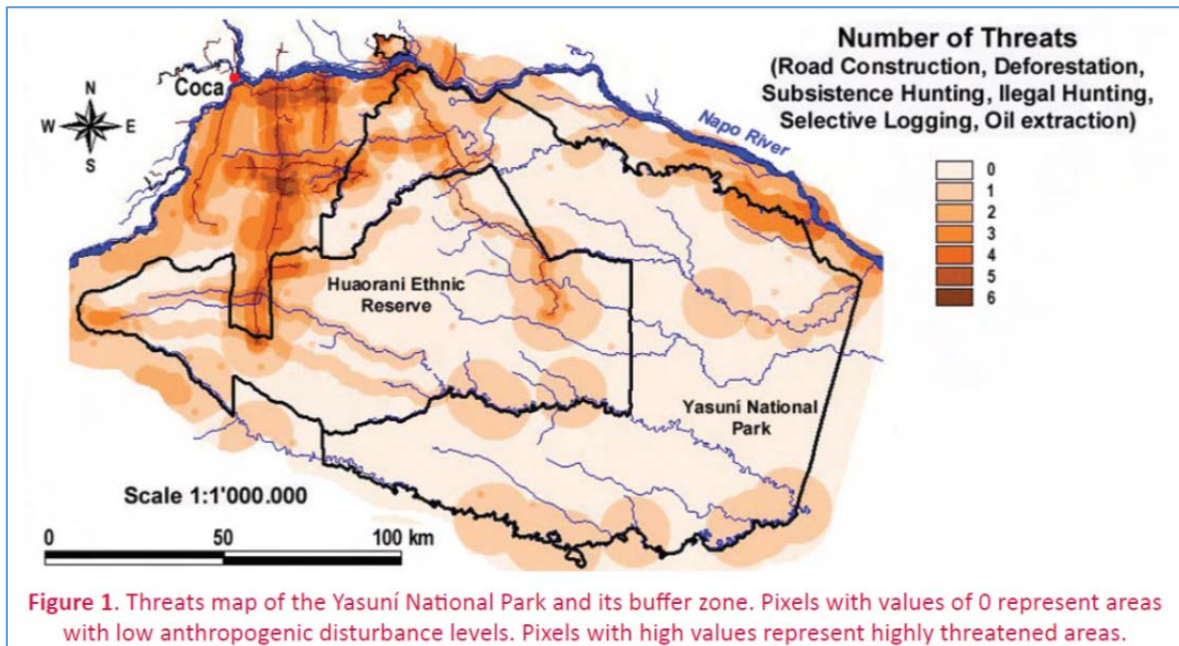 Number of Threats
(Road Construction, Deforestation,
Subsistence Hunting, Ilegal Hunting,
Selective Logging, Oil extraction)
Coca
N
W E
S
Napo River
0
1
2
3
4
5
6
Huaorani Ethnic
Reserve
Yasuní National
Park
Scale 1:1'000.000
0 50 100 km
Figure 1. Threats map of the Yasuní National Park and its buffer zone. Pixels with values of 0 represent areas
with low anthropogenic disturbance levels. Pixels with high values represent highly threatened areas.